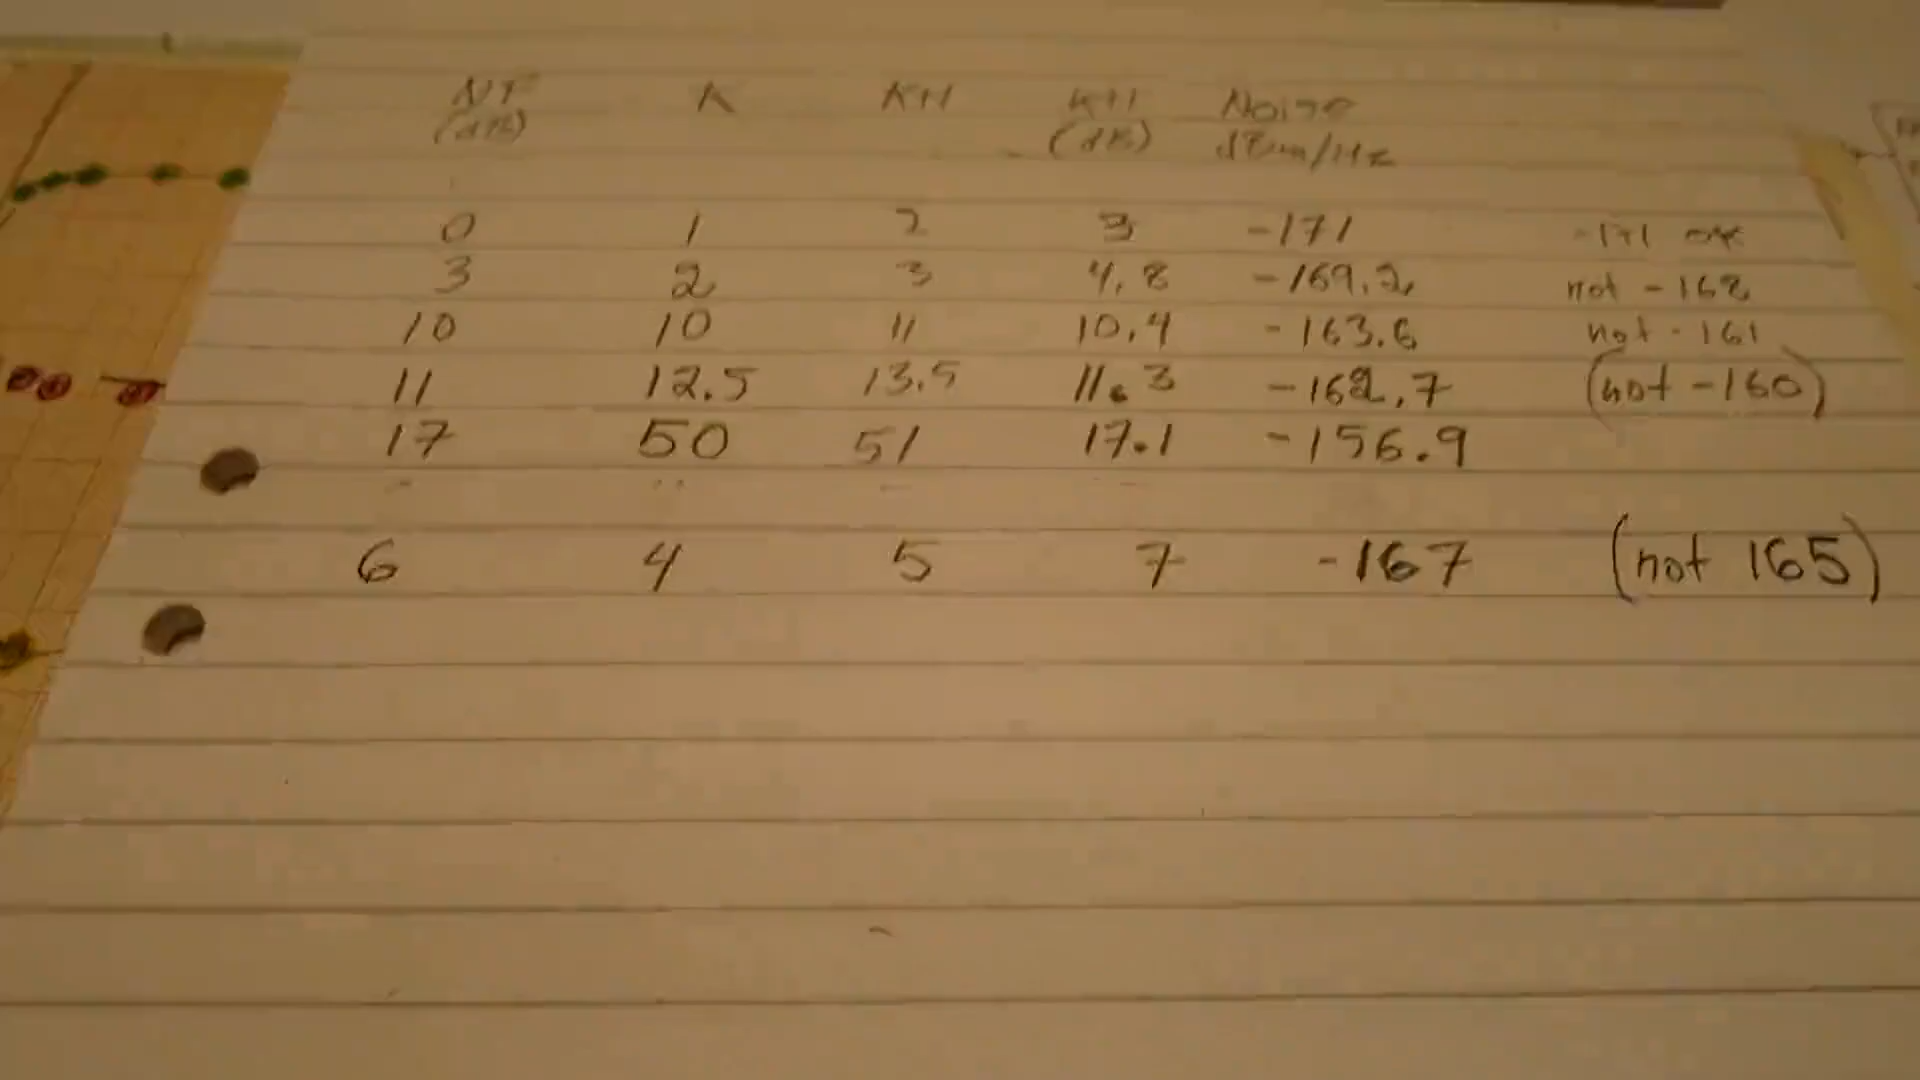 NF K K+1 K+1 Noise
(dB) (dB) dBm/Hz
0 1 2 3 -171 -171 ok
3 2 3 4.8 -169.2 not -168
10 10 11 10.4 -163.6 not -161
11 12.5 13.5 11.3 -162.7 (not -160)
17 50 51 17.1 -156.9
6 4 5 7 -167 (not 165)